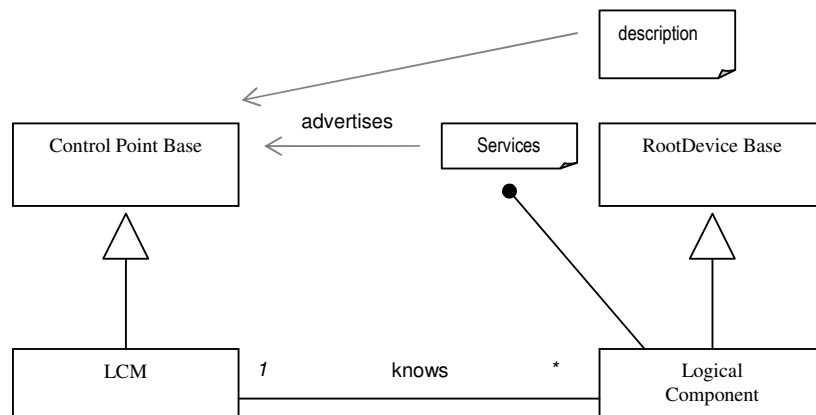 description
advertises
Control Point Base
Services
RootDevice Base
LCM
1
knows
*
Logical
Component